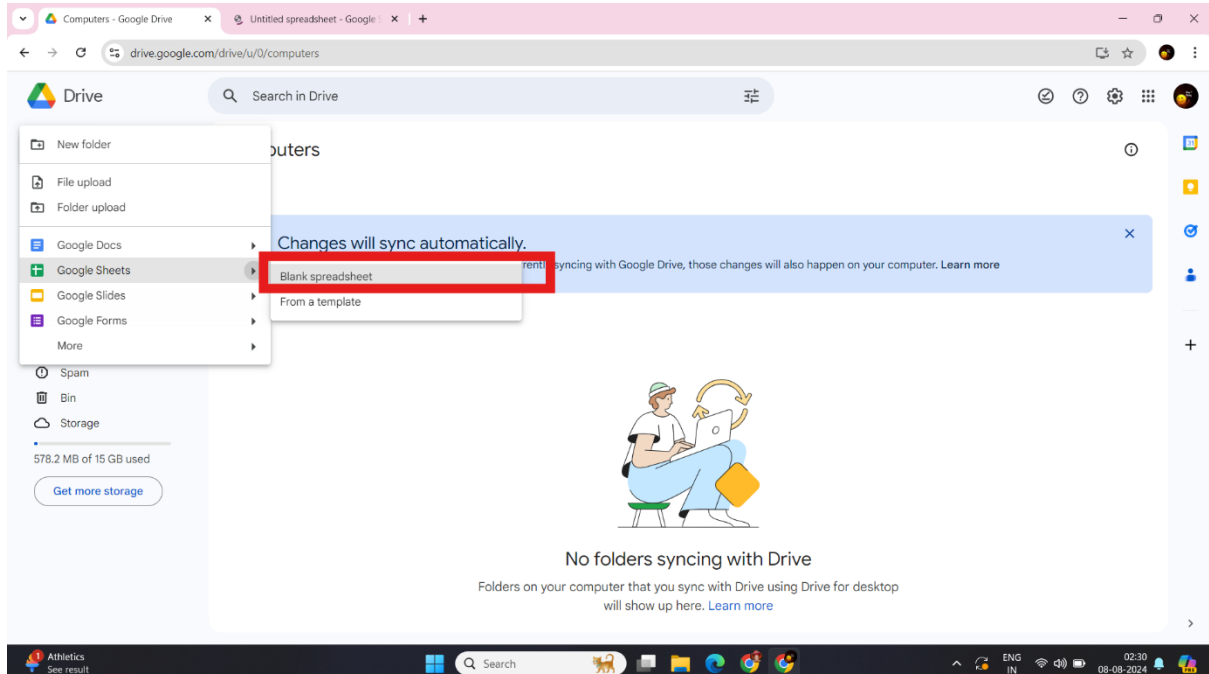 Computers - Google Drive
Untitled spreadsheet - Google S
drive.google.com/drive/u/0/computers
Drive
Search in Drive
New folder
File upload
Folder upload
Google Docs
Google Sheets
Google Slides
Google Forms
More
Blank spreadsheet
From a template
puters
Changes will sync automatically.
syncing with Google Drive, those changes will also happen on your computer. Learn more
Spam
Bin
Storage
578.2 MB of 15 GB used
Get more storage
No folders syncing with Drive
Folders on your computer that you sync with Drive using Drive for desktop
will show up here. Learn more
31
1
Athletics
See result
Search
ENG
IN
02:30
08-08-2024